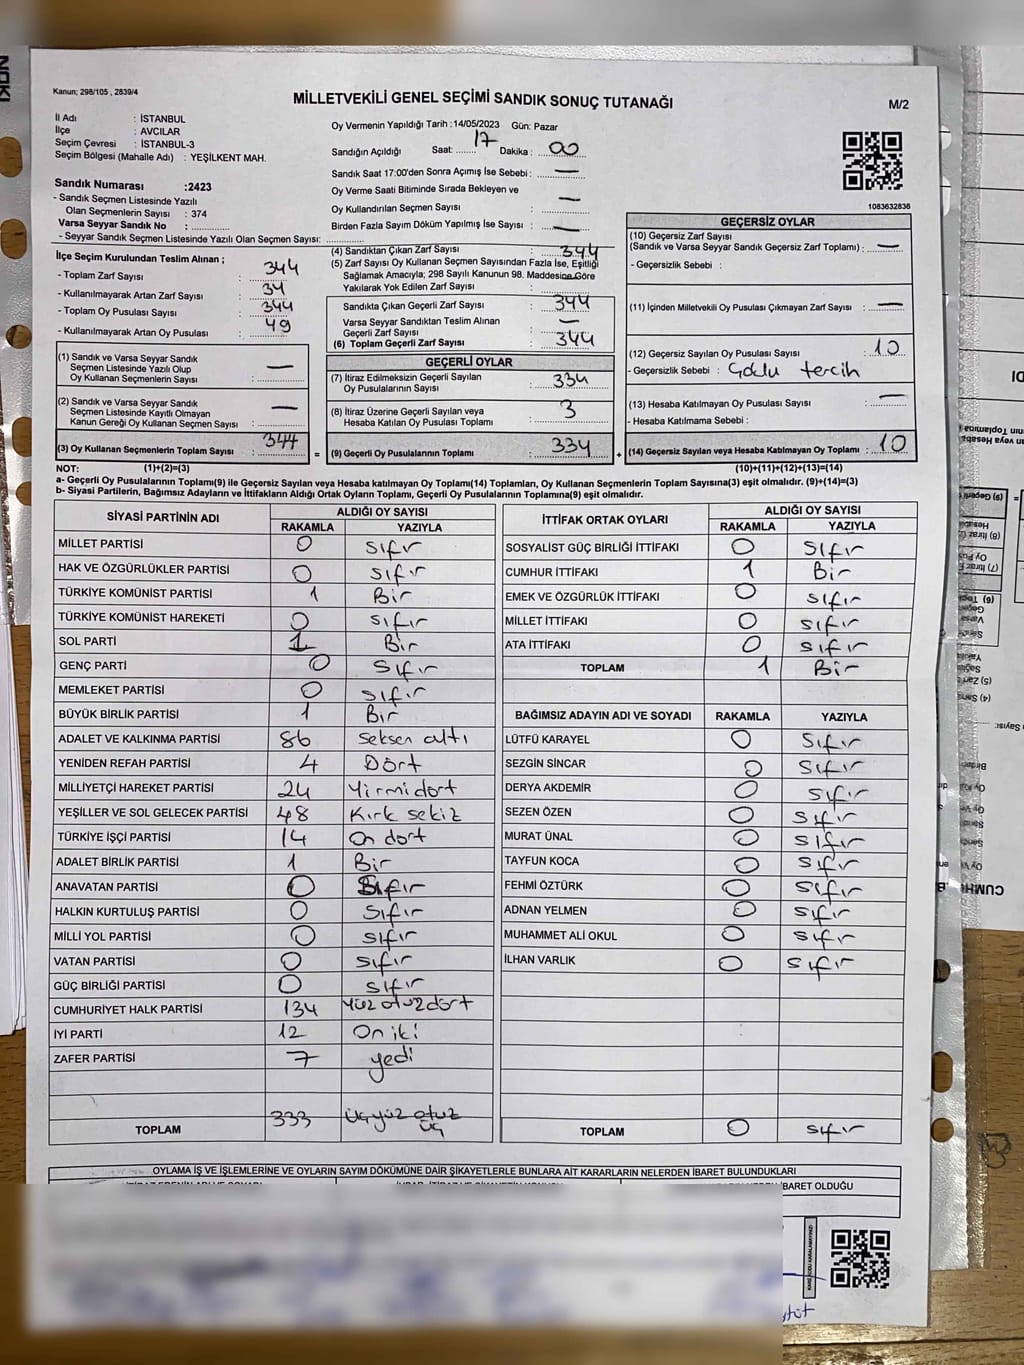 Kanun; 298/105 , 2839/4
MİLLETVEKİLİ GENEL SEÇİMİ SANDIK SONUÇ TUTANAĞI
M/2
İl Adı : İSTANBUL
İlçe : AVCILAR
Seçim Çevresi : İSTANBUL-3
Seçim Bölgesi (Mahalle Adı) : YEŞİLKENT MAH.
Sandık Numarası :2423
- Sandık Seçmen Listesinde Yazılı
Olan Seçmenlerin Sayısı : 374
Varsa Seyyar Sandık No :
- Seyyar Sandık Seçmen Listesinde Yazılı Olan Seçmen Sayısı:
Oy Vermenin Yapıldığı Tarih :14/05/2023 Gün: Pazar
Sandığın Açıldığı Saat: 17 Dakika : 00
Sandık Saat 17:00'den Sonra Açımış İse Sebebi : —
Oy Verme Saati Bitiminde Sırada Bekleyen ve
Oy Kullandırılan Seçmen Sayısı : —
Birden Fazla Sayım Döküm Yapılmış İse Sayısı : —
1083632836
İlçe Seçim Kurulundan Teslim Alınan ;
- Toplam Zarf Sayısı : 344
- Kullanılmayarak Artan Zarf Sayısı : 34
- Toplam Oy Pusulası Sayısı : 344
- Kullanılmayarak Artan Oy Pusulası : 49
(4) Sandıktan Çıkan Zarf Sayısı : 344
(5) Zarf Sayısı Oy Kullanan Seçmen Sayısından Fazla İse, Eşitliği
Sağlamak Amacıyla; 298 Sayılı Kanunun 98. Maddesine Göre
Yakılarak Yok Edilen Zarf Sayısı : —
Sandıkta Çıkan Geçerli Zarf Sayısı : 344
Varsa Seyyar Sandıktan Teslim Alınan
Geçerli Zarf Sayısı : —
(6) Toplam Geçerli Zarf Sayısı : 344
GEÇERSİZ OYLAR
(10) Geçersiz Zarf Sayısı
(Sandık ve Varsa Seyyar Sandık Geçersiz Zarf Toplamı) : —
- Geçersizlik Sebebi :
(11) İçinden Milletvekili Oy Pusulası Çıkmayan Zarf Sayısı : —
(12) Geçersiz Sayılan Oy Pusulası Sayısı : 10
- Geçersizlik Sebebi : Çoklu tercih
(13) Hesaba Katılmayan Oy Pusulası Sayısı : —
- Hesaba Katılmama Sebebi :
(14) Geçersiz Sayılan veya Hesaba Katılmayan Oy Toplamı : 10
(1) Sandık ve Varsa Seyyar Sandık
Seçmen Listesinde Yazılı Olup
Oy Kullanan Seçmenlerin Sayısı : —
(2) Sandık ve Varsa Seyyar Sandık
Seçmen Listesinde Kayıtlı Olmayan
Kanun Gereği Oy Kullanan Seçmen Sayısı : —
(3) Oy Kullanan Seçmenlerin Toplam Sayısı : 344 =
GEÇERLİ OYLAR
(7) İtiraz Edilmeksizin Geçerli Sayılan
Oy Pusulalarının Sayısı : 334
(8) İtiraz Üzerine Geçerli Sayılan veya
Hesaba Katılan Oy Pusulası Toplamı : 3
(9) Geçerli Oy Pusulalarının Toplamı : 334 +
NOT: (1)+(2)=(3) (10)+(11)+(12)+(13)=(14)
a- Geçerli Oy Pusulalarının Toplamı(9) ile Geçersiz Sayılan veya Hesaba katılmayan Oy Toplamı(14) Toplamları, Oy Kullanan Seçmenlerin Toplam Sayısına(3) eşit olmalıdır. (9)+(14)=(3)
b- Siyasi Partilerin, Bağımsız Adayların ve İttifakların Aldığı Ortak Oyların Toplamı, Geçerli Oy Pusulalarının Toplamına(9) eşit olmalıdır.
SİYASİ PARTİNİN ADI ALDIĞI OY SAYISI
RAKAMLA YAZIYLA
MİLLET PARTİSİ 0 sıfır
HAK VE ÖZGÜRLÜKLER PARTİSİ 0 sıfır
TÜRKİYE KOMÜNİST PARTİSİ 1 Bir
TÜRKİYE KOMÜNİST HAREKETİ 0 sıfır
SOL PARTİ 1 Bir
GENÇ PARTİ 0 sıfır
MEMLEKET PARTİSİ 0 sıfır
BÜYÜK BİRLİK PARTİSİ 1 Bir
ADALET VE KALKINMA PARTİSİ 86 seksen altı
YENİDEN REFAH PARTİSİ 4 Dört
MİLLİYETÇİ HAREKET PARTİSİ 24 Yirmidört
YEŞİLLER VE SOL GELECEK PARTİSİ 48 Kırk sekiz
TÜRKİYE İŞÇİ PARTİSİ 14 On dort
ADALET BİRLİK PARTİSİ 1 Bir
ANAVATAN PARTİSİ 0 Sıfır
HALKIN KURTULUŞ PARTİSİ 0 sıfır
MİLLİ YOL PARTİSİ 0 sıfır
VATAN PARTİSİ 0 sıfır
GÜÇ BİRLİĞİ PARTİSİ 0 sıfır
CUMHURİYET HALK PARTİSİ 134 Yüz otuzdört
İYİ PARTİ 12 On iki
ZAFER PARTİSİ 7 yedi
TOPLAM 333 üçyüz otuz
üç
İTTİFAK ORTAK OYLARI ALDIĞI OY SAYISI
RAKAMLA YAZIYLA
SOSYALİST GÜÇ BİRLİĞİ İTTİFAKI 0 sıfır
CUMHUR İTTİFAKI 1 Bir
EMEK VE ÖZGÜRLÜK İTTİFAKI 0 sıfır
MİLLET İTTİFAKI 0 sıfır
ATA İTTİFAKI 0 sıfır
TOPLAM 1 Bir
BAĞIMSIZ ADAYIN ADI VE SOYADI RAKAMLA YAZIYLA
LÜTFÜ KARAYEL 0 sıfır
SEZGİN SİNCAR 0 sıfır
DERYA AKDEMİR 0 sıfır
SEZEN ÖZEN 0 sıfır
MURAT ÜNAL 0 sıfır
TAYFUN KOCA 0 sıfır
FEHMİ ÖZTÜRK 0 sıfır
ADNAN YELMEN 0 sıfır
MUHAMMET ALİ OKUL 0 sıfır
İLHAN VARLIK 0 sıfır
TOPLAM 0 sıfır
OYLAMA İŞ VE İŞLEMLERİNE VE OYLARIN SAYIM DÖKÜMÜNE DAİR ŞİKAYETLERLE BUNLARA AİT KARARLARIN NELERDEN İBARET BULUNDUKLARI
İBARET OLDUĞU